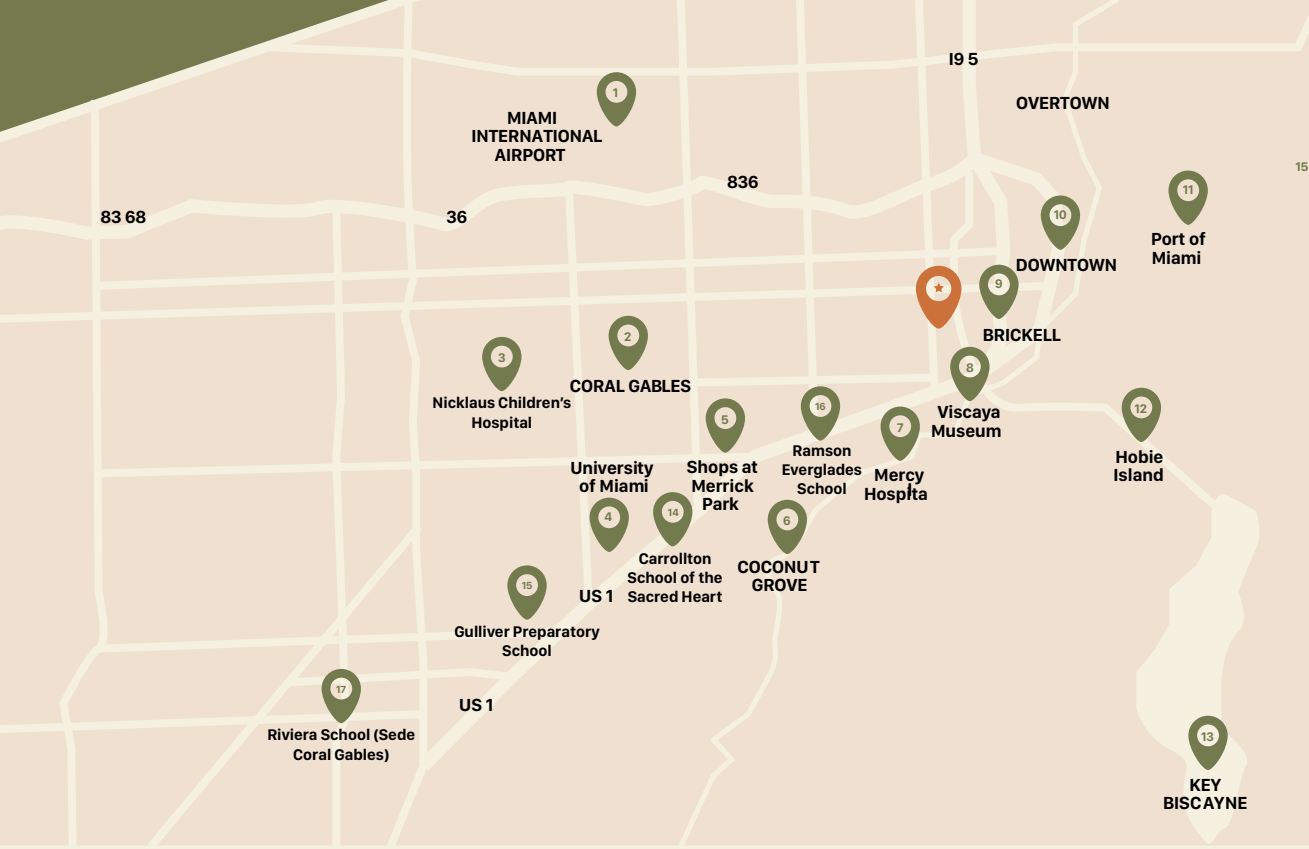 I9 5
OVERTOWN
1
MIAMI
INTERNATIONAL
AIRPORT
15
836
11
83 68
36
10
Port of
Miami
DOWNTOWN
9
BRICKELL
2
3
CORAL GABLES
Nicklaus Children's
Hospital
8
Viscaya
Museum
5
16
7
12
Shops at
Merrick
Park
Ramson
Everglades
School
Mercy
Hospita
l
Hobie
Island
University
of Miami
4
14
6
Carrollton
School of the
Sacred Heart
COCONUT
GROVE
15
US 1
Gulliver Preparatory
School
17
US 1
Riviera School (Sede
Coral Gables)
13
KEY
BISCAYNE